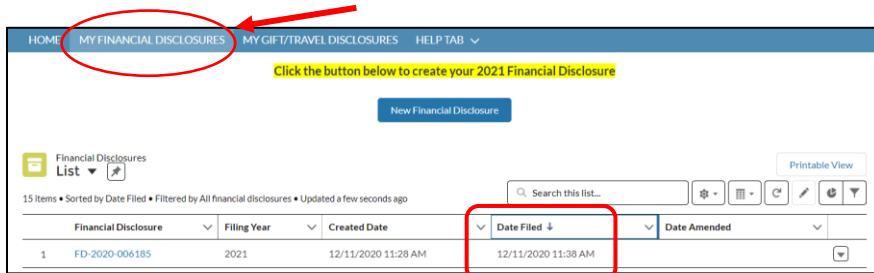 HOME MY FINANCIAL DISCLOSURES MY GIFT/TRAVEL DISCLOSURES HELP TAB
Click the button below to create your 2021 Financial Disclosure
New Financial Disclosure
Financial Disclosures
List
Printable View
15 items • Sorted by Date Filed • Filtered by All financial disclosures • Updated a few seconds ago
Search this list...
Financial Disclosure Filing Year Created Date Date Filed ↓ Date Amended
1 FD-2020-006185 2021 12/11/2020 11:28 AM 12/11/2020 11:38 AM